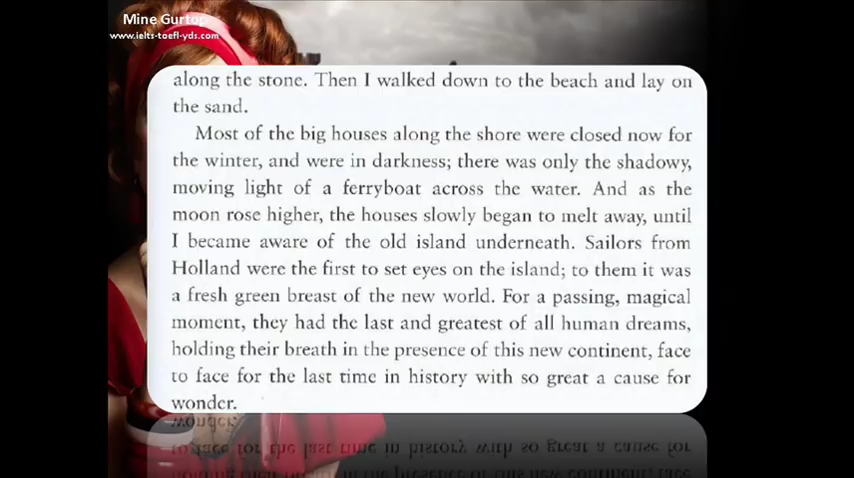 Mine Gurtop
www.ielts-toefl-yds.com
along the stone. Then I walked down to the beach and lay on
the sand.
Most of the big houses along the shore were closed now for
the winter, and were in darkness; there was only the shadowy,
moving light of a ferryboat across the water. And as the
moon rose higher, the houses slowly began to melt away, until
I became aware of the old island underneath. Sailors from
Holland were the first to set eyes on the island; to them it was
a fresh green breast of the new world. For a passing, magical
moment, they had the last and greatest of all human dreams,
holding their breath in the presence of this new continent, face
to face for the last time in history with so great a cause for
wonder.